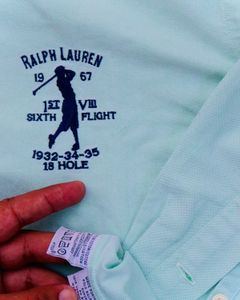 RALPH LAUREN
19 67
1ST VIII
SIXTH FLIGHT
1932-34-35
18 HOLE